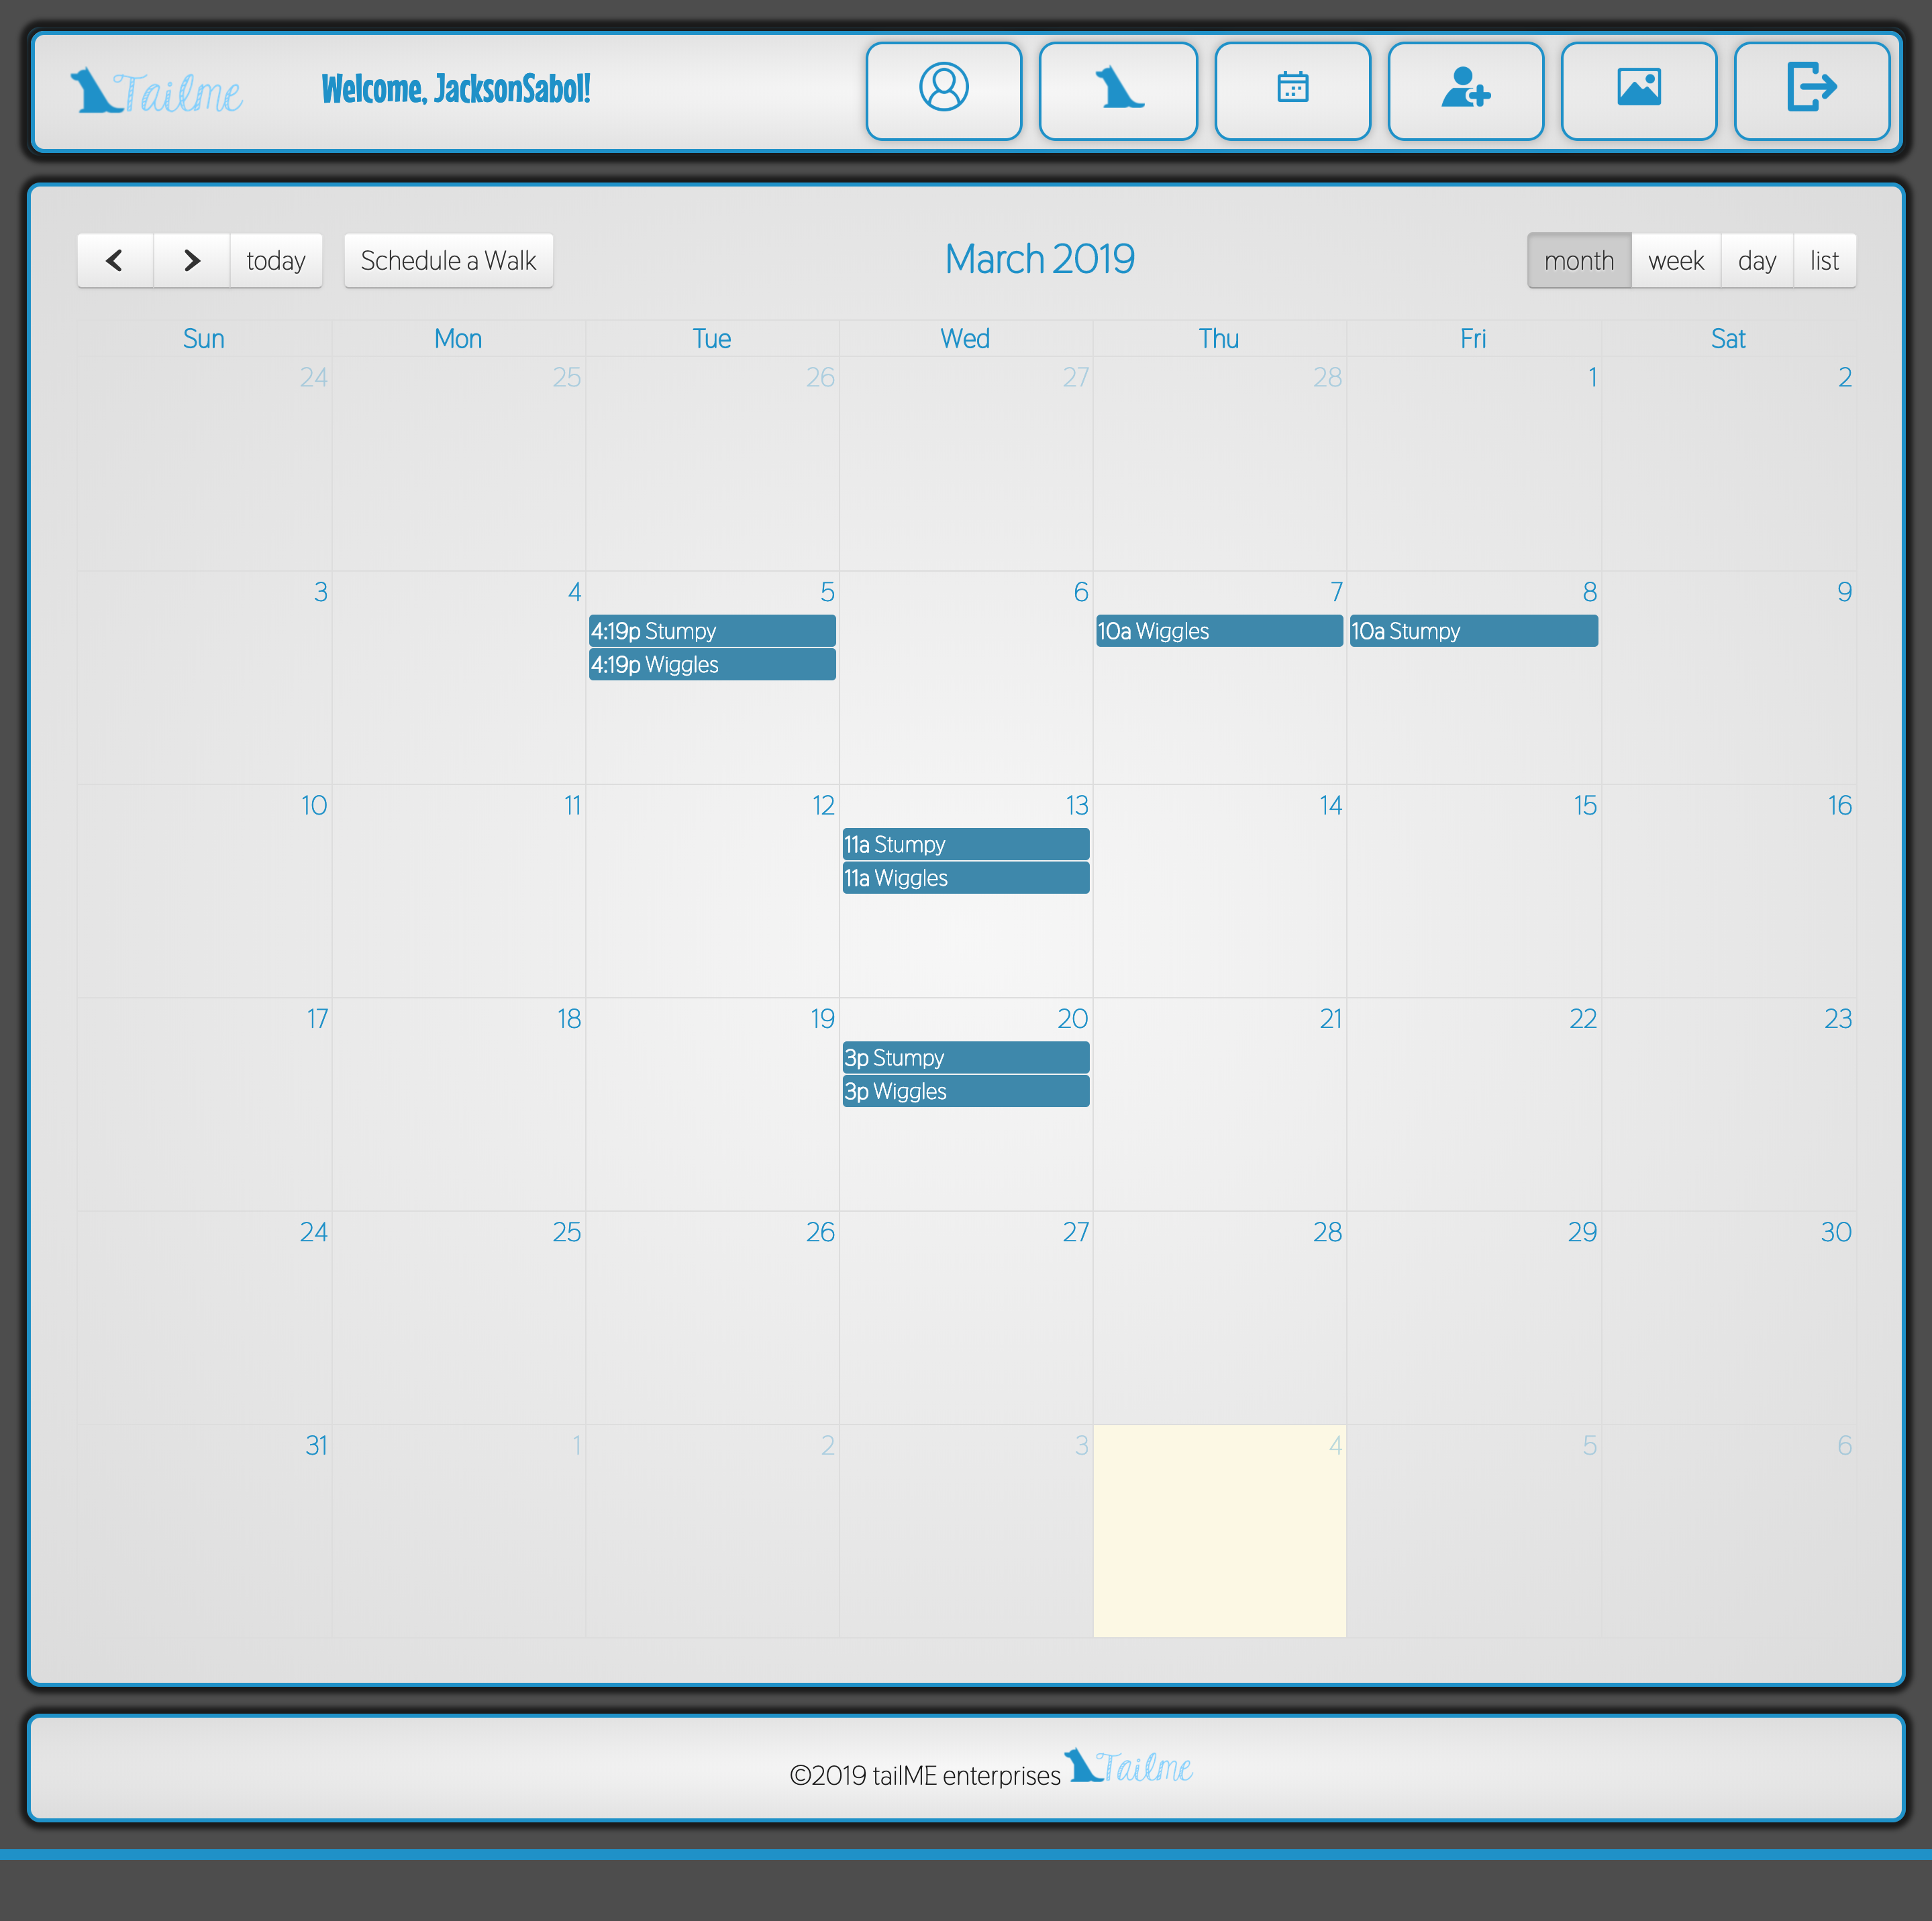 Tailme Welcome, JacksonSabol!
today Schedule a Walk March 2019 month week day list
Sun Mon Tue Wed Thu Fri Sat
24 25 26 27 28 1 2
3 4 5 6 7 8 9
4:19p Stumpy 10a Wiggles 10a Stumpy
4:19p Wiggles
10 11 12 13 14 15 16
11a Stumpy
11a Wiggles
17 18 19 20 21 22 23
3p Stumpy
3p Wiggles
24 25 26 27 28 29 30
31 1 2 3 4 5 6
©2019 tailME enterprises Tailme